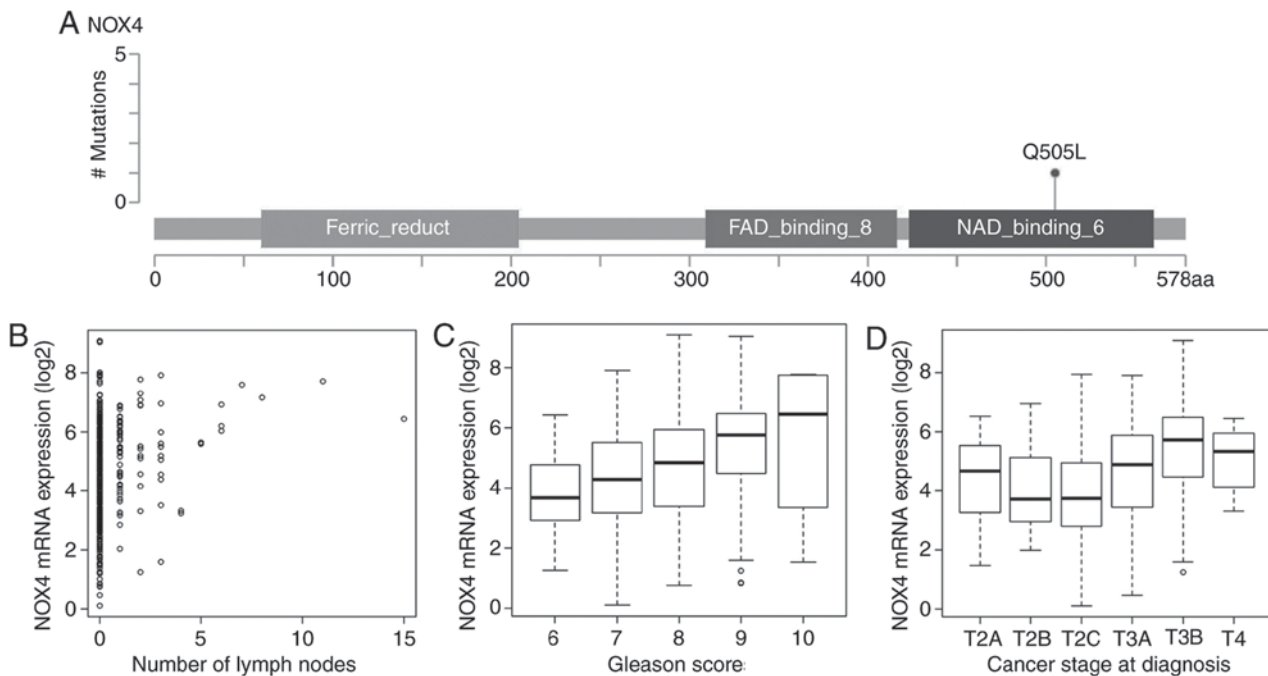 A NOX4
5
# Mutations
0
Q505L
Ferric_reduct
FAD_binding_8
NAD_binding_6
0 100 200 300 400 500 578aa
B
NOX4 mRNA expression (log2)
8
6
4
2
0
0 5 10 15
Number of lymph nodes
C
NOX4 mRNA expression (log2)
8
6
4
2
0
6 7 8 9 10
Gleason score:
D
NOX4 mRNA expression (log2)
8
6
4
2
0
T2A T2B T2C T3A T3B T4
Cancer stage at diagnosis